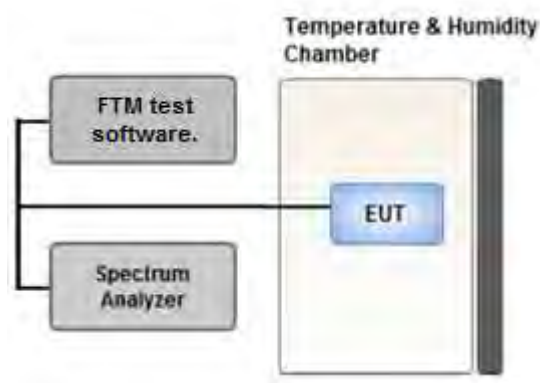 Temperature & Humidity
Chamber
FTM test
software.
EUT
Spectrum
Analyzer